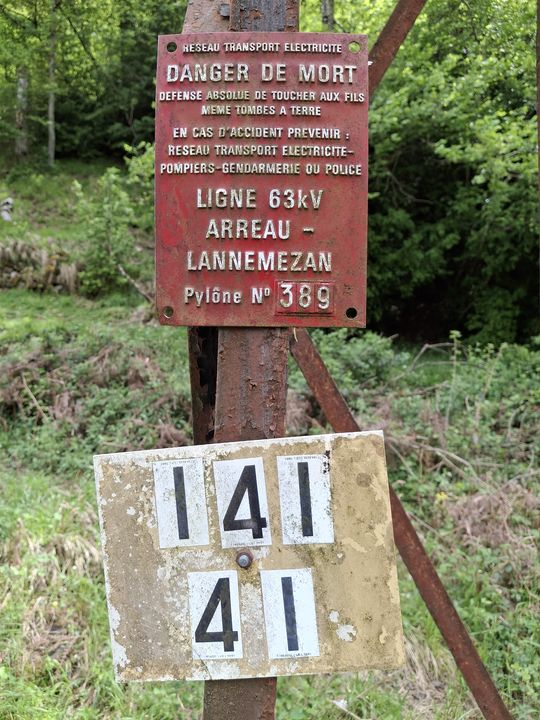 RESEAU TRANSPORT ELECTRICITE
DANGER DE MORT
DEFENSE ABSOLUE DE TOUCHER AUX FILS
MEME TOMBES A TERRE
EN CAS D'ACCIDENT PREVENIR :
RESEAU TRANSPORT ELECTRICITE-
POMPIERS-GENDARMERIE OU POLICE
LIGNE 63kV
ARREAU -
LANNEMEZAN
Pylône No 389
141
41